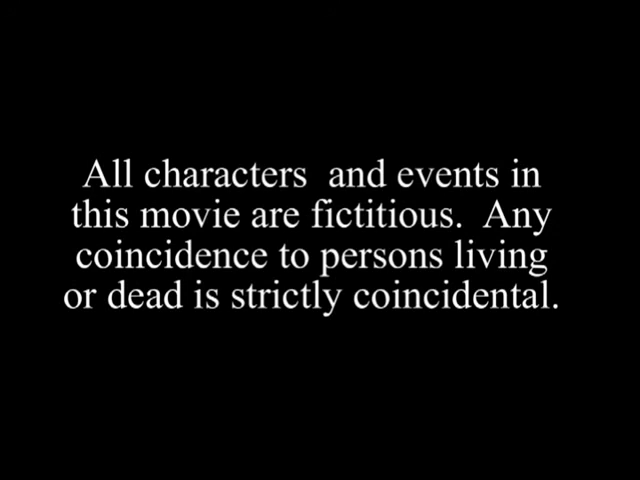 All characters  and events in
this movie are fictitious.  Any
coincidence to persons living
or dead is strictly coincidental.